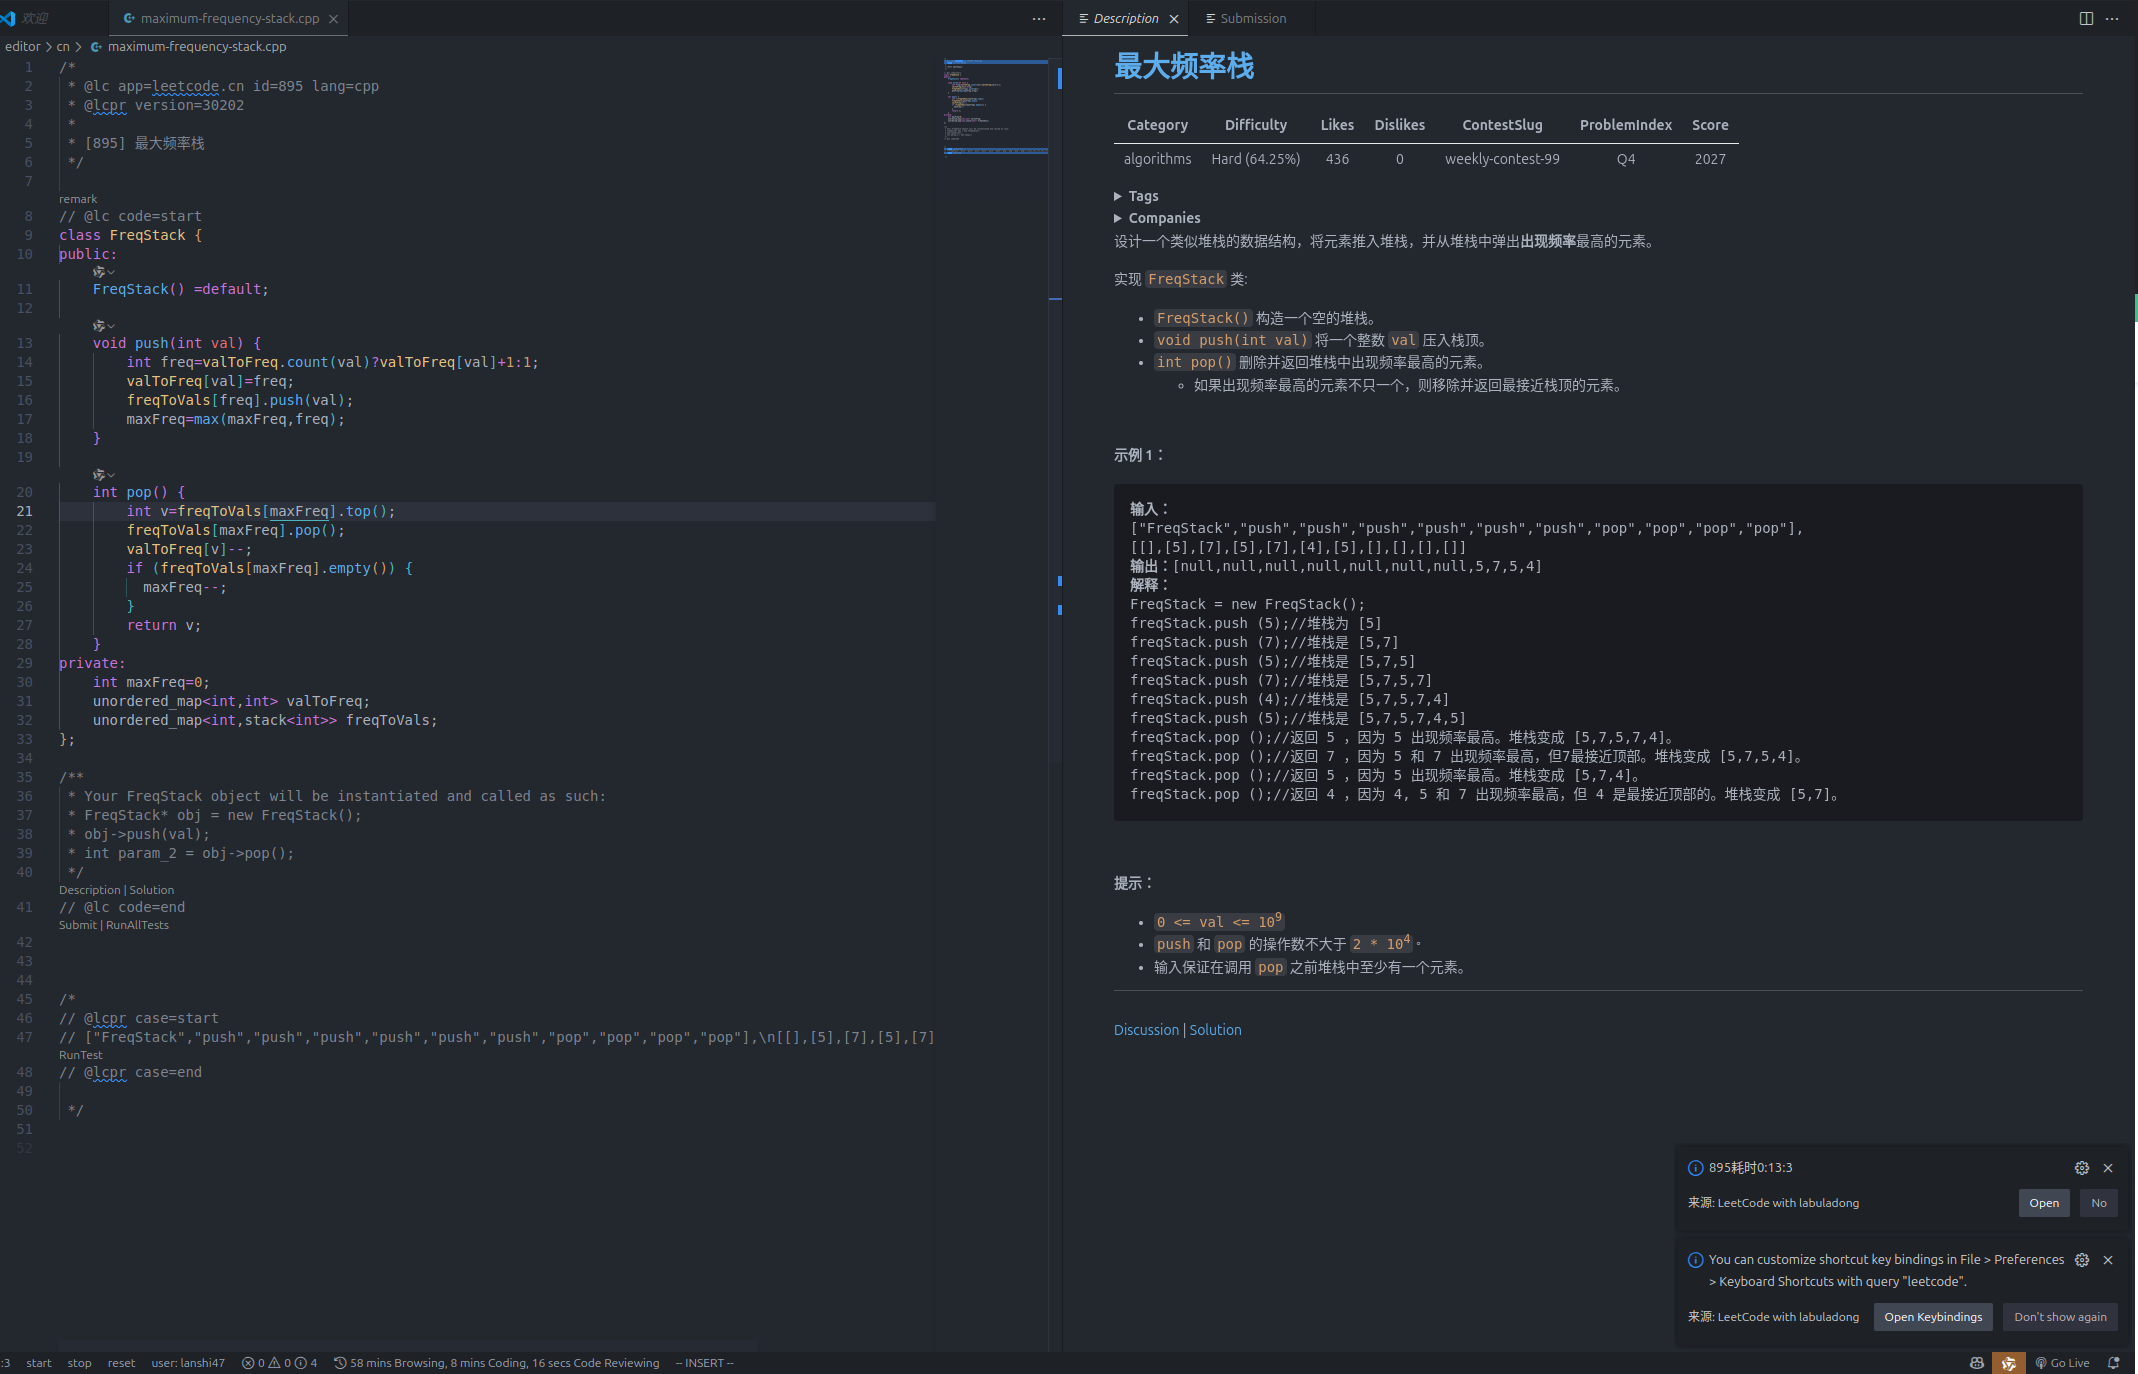 欢迎
maximum-frequency-stack.cpp
editor > cn > maximum-frequency-stack.cpp
1 /*
2  * @lc app=leetcode.cn id=895 lang=cpp
3  * @lcpr version=30202
4  *
5  * [895] 最大频率栈
6  */
7
remark
8 // @lc code=start
9 class FreqStack {
10 public:
11     FreqStack() =default;
12
13     void push(int val) {
14         int freq=valToFreq.count(val)?valToFreq[val]+1:1;
15         valToFreq[val]=freq;
16         freqToVals[freq].push(val);
17         maxFreq=max(maxFreq,freq);
18     }
19
20     int pop() {
21         int v=freqToVals[maxFreq].top();
22         freqToVals[maxFreq].pop();
23         valToFreq[v]--;
24         if (freqToVals[maxFreq].empty()) {
25           maxFreq--;
26         }
27         return v;
28     }
29 private:
30     int maxFreq=0;
31     unordered_map<int,int> valToFreq;
32     unordered_map<int,stack<int>> freqToVals;
33 };
34
35 /**
36  * Your FreqStack object will be instantiated and called as such:
37  * FreqStack* obj = new FreqStack();
38  * obj->push(val);
39  * int param_2 = obj->pop();
40  */
Description | Solution
41 // @lc code=end
Submit | RunAllTests
42
43
44
45 /*
46 // @lcpr case=start
47 // ["FreqStack","push","push","push","push","push","push","pop","pop","pop","pop"],\n[[],[5],[7],[5],[7]
RunTest
48 // @lcpr case=end
49
50  */
51
52
Description
Submission
最大频率栈
Category Difficulty Likes Dislikes ContestSlug ProblemIndex Score
algorithms Hard (64.25%) 436 0 weekly-contest-99 Q4 2027
Tags
Companies
设计一个类似堆栈的数据结构，将元素推入堆栈，并从堆栈中弹出出现频率最高的元素。
实现 FreqStack 类:
• FreqStack() 构造一个空的堆栈。
• void push(int val) 将一个整数 val 压入栈顶。
• int pop() 删除并返回堆栈中出现频率最高的元素。
◦ 如果出现频率最高的元素不只一个，则移除并返回最接近栈顶的元素。
示例 1：
输入：
["FreqStack","push","push","push","push","push","push","pop","pop","pop","pop"],
[[],[5],[7],[5],[7],[4],[5],[],[],[],[]]
输出：[null,null,null,null,null,null,null,5,7,5,4]
解释：
FreqStack = new FreqStack();
freqStack.push (5);//堆栈为 [5]
freqStack.push (7);//堆栈是 [5,7]
freqStack.push (5);//堆栈是 [5,7,5]
freqStack.push (7);//堆栈是 [5,7,5,7]
freqStack.push (4);//堆栈是 [5,7,5,7,4]
freqStack.push (5);//堆栈是 [5,7,5,7,4,5]
freqStack.pop ();//返回 5 ，因为 5 出现频率最高。堆栈变成 [5,7,5,7,4]。
freqStack.pop ();//返回 7 ，因为 5 和 7 出现频率最高，但7最接近顶部。堆栈变成 [5,7,5,4]。
freqStack.pop ();//返回 5 ，因为 5 出现频率最高。堆栈变成 [5,7,4]。
freqStack.pop ();//返回 4 ，因为 4, 5 和 7 出现频率最高，但 4 是最接近顶部的。堆栈变成 [5,7]。
提示：
• 0 <= val <= 10⁹
• push 和 pop 的操作数不大于 2 * 10⁴。
• 输入保证在调用 pop 之前堆栈中至少有一个元素。
Discussion | Solution
895耗时0:13:3
来源: LeetCode with labuladong
Open No
You can customize shortcut key bindings in File > Preferences
> Keyboard Shortcuts with query "leetcode".
来源: LeetCode with labuladong
Open Keybindings Don't show again
:3 start stop reset user: lanshi47 0 0 4 58 mins Browsing, 8 mins Coding, 16 secs Code Reviewing -- INSERT -- Go Live